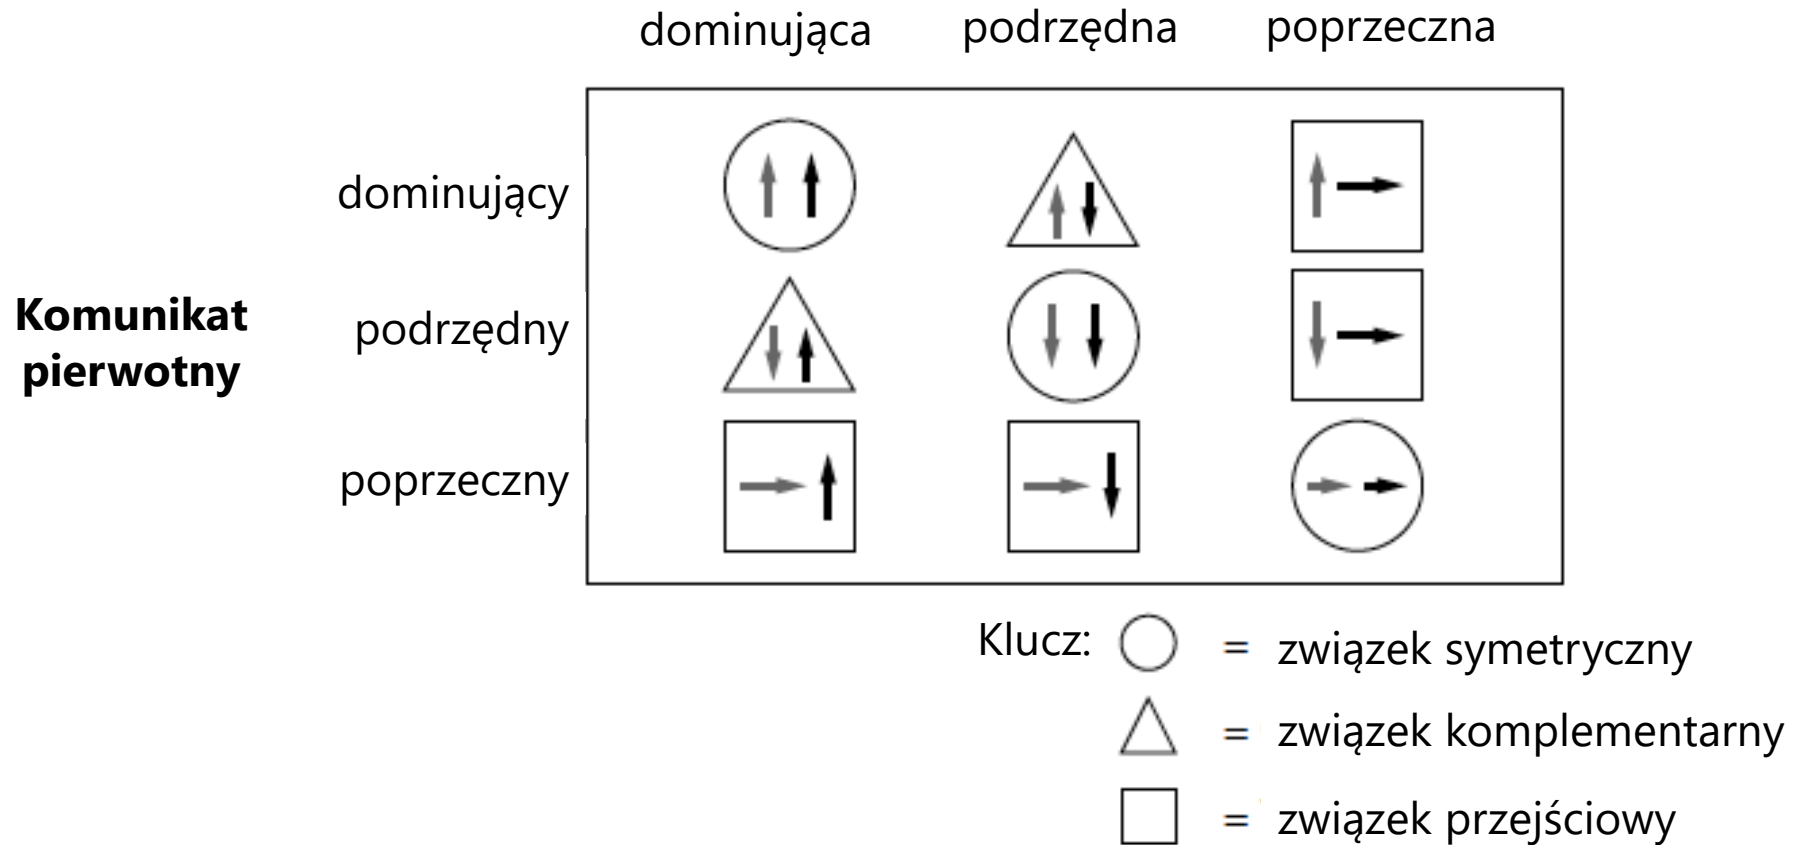 dominująca podrzędna poprzeczna
dominujący
Komunikat
pierwotny
podrzędny
poprzeczny
Klucz: = związek symetryczny
= związek komplementarny
= związek przejściowy